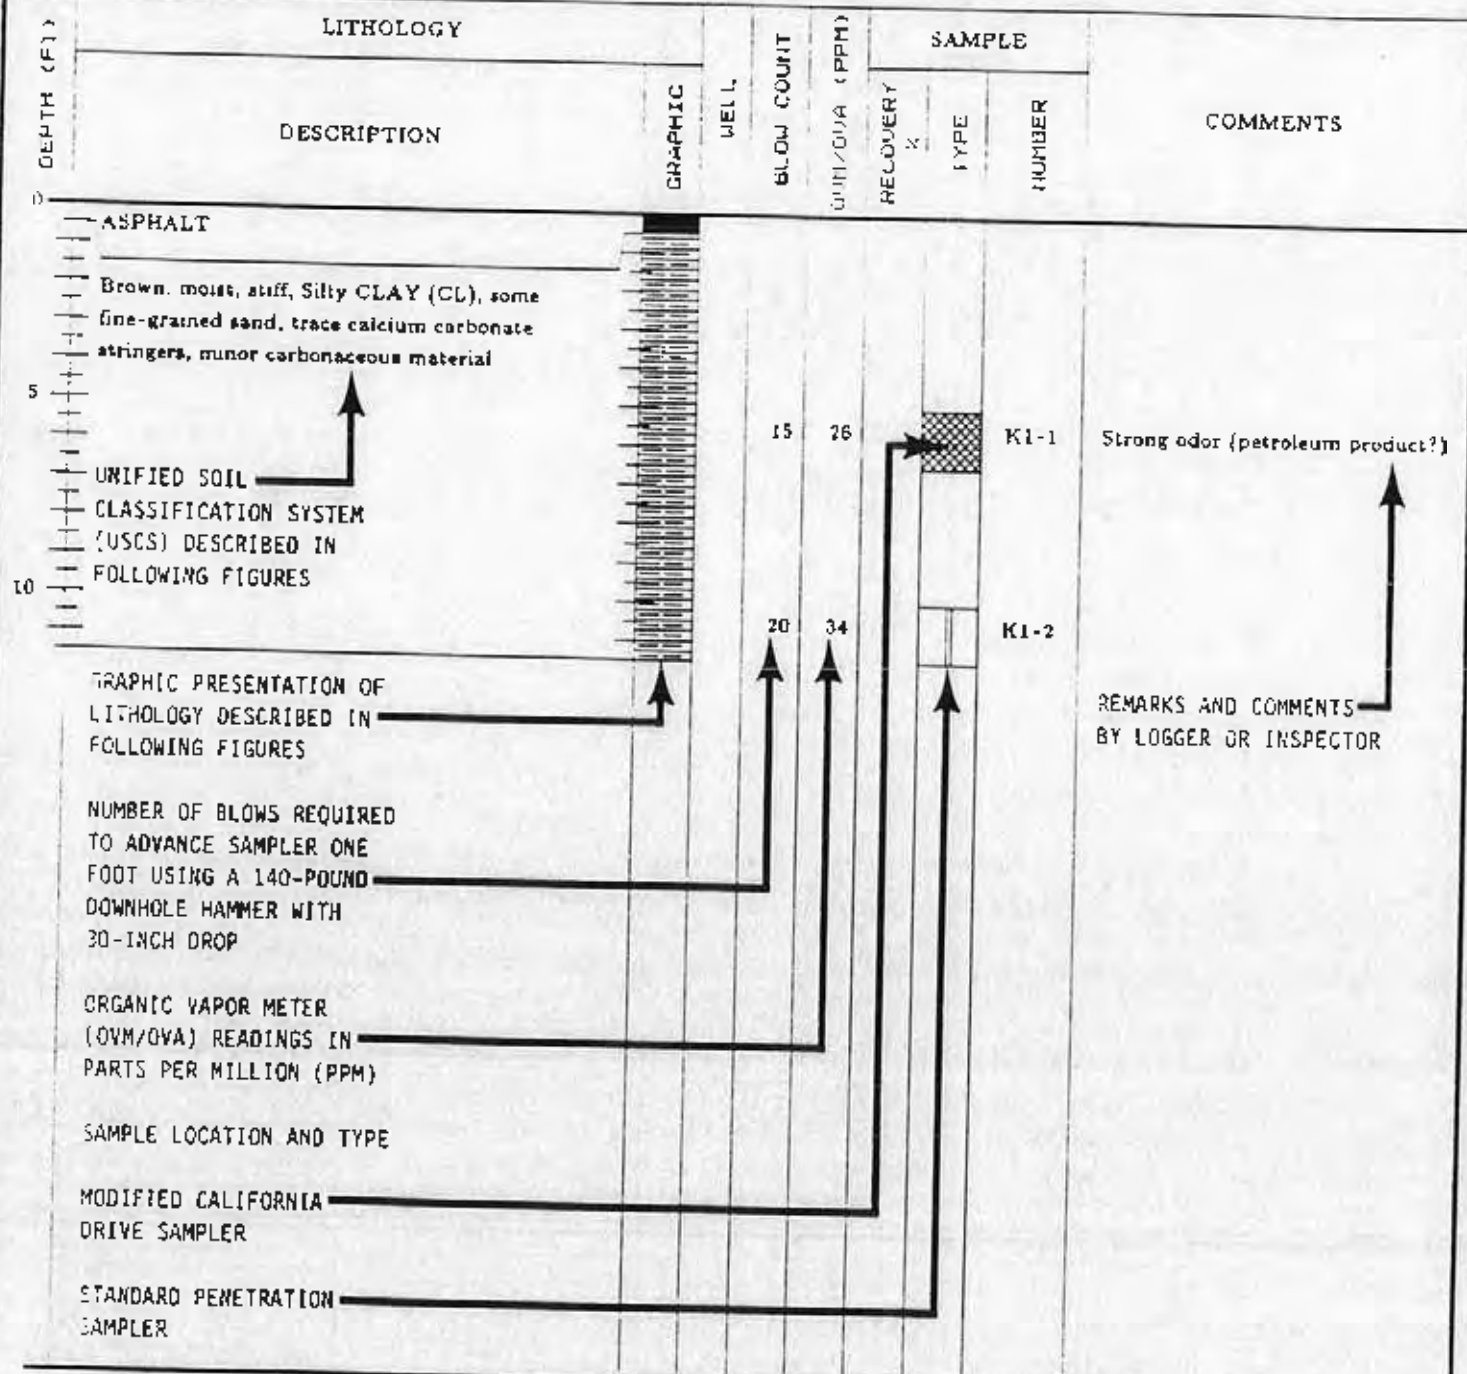 DEPTH (FT)
LITHOLOGY
DESCRIPTION
GRAPHIC
WELL
BLOW COUNT
OVM/OVA (PPM)
SAMPLE
RECOVERY
%
TYPE
NUMBER
COMMENTS
0
ASPHALT
Brown, moist, stiff, Silty CLAY (CL), some
fine-grained sand, trace calcium carbonate
stringers, minor carbonaceous material
5
15 26 K1-1 Strong odor (petroleum product?)
UNIFIED SOIL
CLASSIFICATION SYSTEM
(USCS) DESCRIBED IN
FOLLOWING FIGURES
10
20 34 K1-2
GRAPHIC PRESENTATION OF
LITHOLOGY DESCRIBED IN
FOLLOWING FIGURES
REMARKS AND COMMENTS
BY LOGGER OR INSPECTOR
NUMBER OF BLOWS REQUIRED
TO ADVANCE SAMPLER ONE
FOOT USING A 140-POUND
DOWNHOLE HAMMER WITH
30-INCH DROP
ORGANIC VAPOR METER
(OVM/OVA) READINGS IN
PARTS PER MILLION (PPM)
SAMPLE LOCATION AND TYPE
MODIFIED CALIFORNIA
DRIVE SAMPLER
STANDARD PENETRATION
SAMPLER